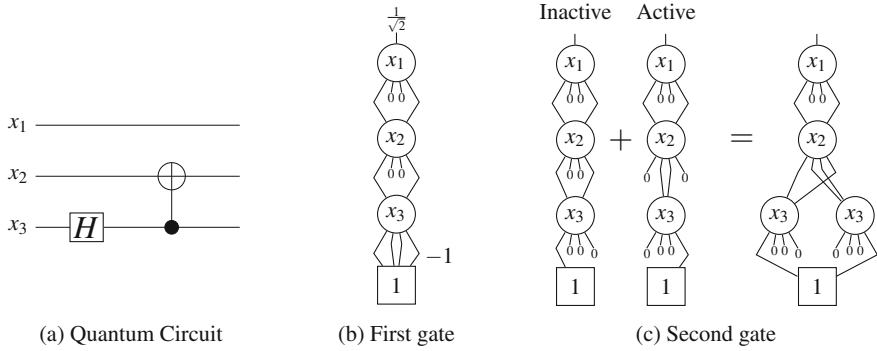 Inactive Active
1/√2
x₁ x₁ x₁ x₁
0 0 0 0 0 0 0 0
x₁
x₂ x₂ + x₂ = x₂
x₂
0 0 0 0 0 0
x₃ H
x₃ x₃ x₃ x₃ x₃
−1
0 0 0 0 0 0 0 0 0 0 0 0
1 1 1 1
(a) Quantum Circuit (b) First gate (c) Second gate